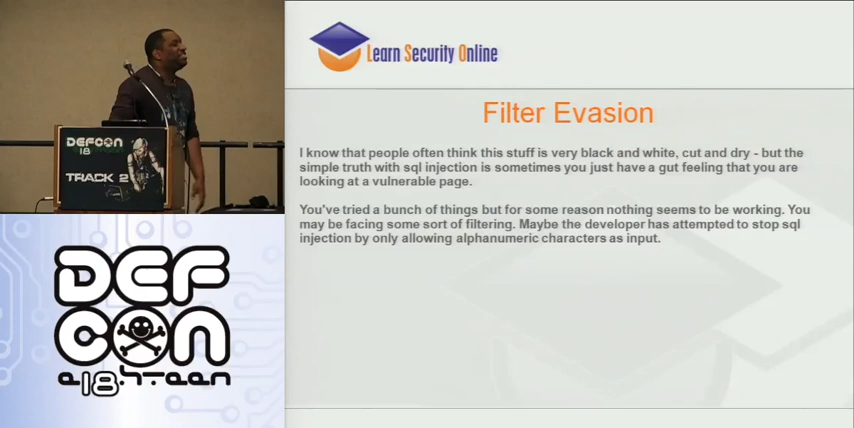 DEFCON
18
TRACK 2
DEF
CON
Learn Security Online
Filter Evasion
I know that people often think this stuff is very black and white, cut and dry - but the
simple truth with sql injection is sometimes you just have a gut feeling that you are
looking at a vulnerable page.
You've tried a bunch of things but for some reason nothing seems to be working. You
may be facing some sort of filtering. Maybe the developer has attempted to stop sql
injection by only allowing alphanumeric characters as input.